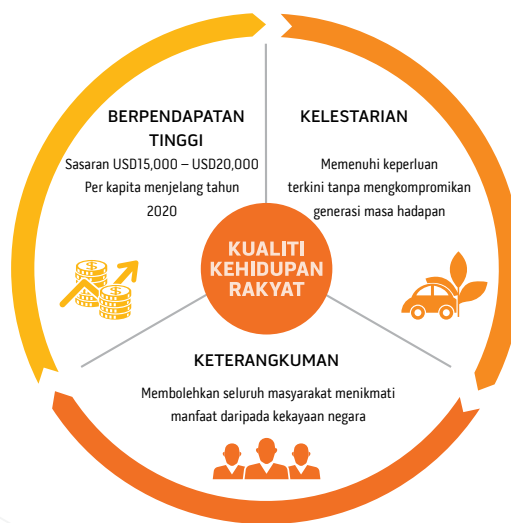 BERPENDAPATAN
TINGGI
Sasaran USD15,000 – USD20,000
Per kapita menjelang tahun
2020
KELESTARIAN
Memenuhi keperluan
terkini tanpa mengkompromikan
generasi masa hadapan
KUALITI
KEHIDUPAN
RAKYAT
KETERANGKUMAN
Membolehkan seluruh masyarakat menikmati
manfaat daripada kekayaan negara